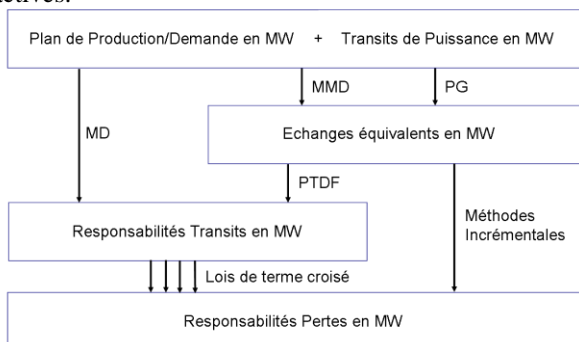 Plan de Production/Demande en MW + Transits de Puissance en MW
MMD
PG
MD
Echanges équivalents en MW
PTDF
Responsabilités Transits en MW
Méthodes
Incrémentales
Lois de terme croisé
Responsabilités Pertes en MW